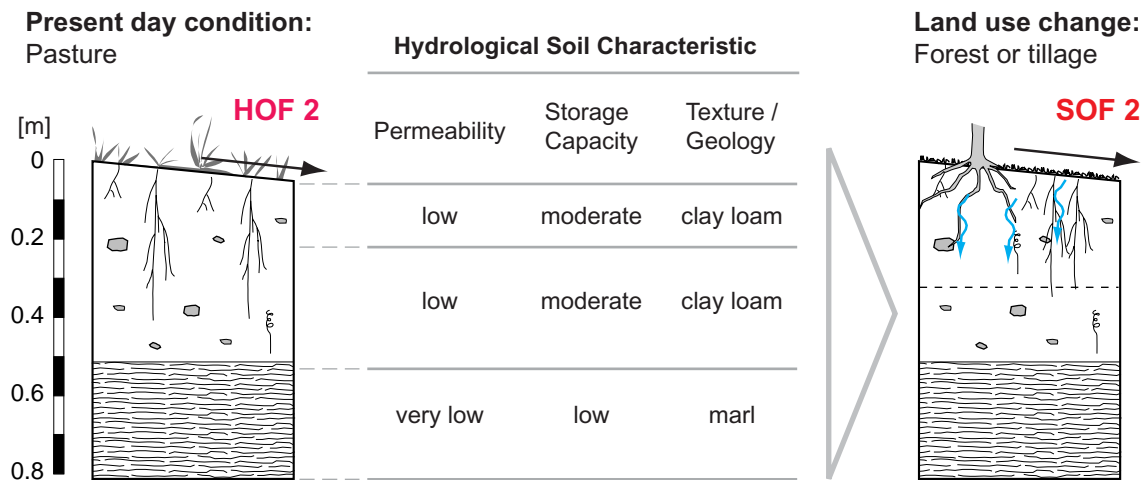 Present day condition:
Pasture
Hydrological Soil Characteristic
Land use change:
Forest or tillage
HOF 2
SOF 2
[m]
Permeability
Storage
Capacity
Texture /
Geology
0
0.2
0.4
0.6
0.8
low
moderate
clay loam
low
moderate
clay loam
very low
low
marl